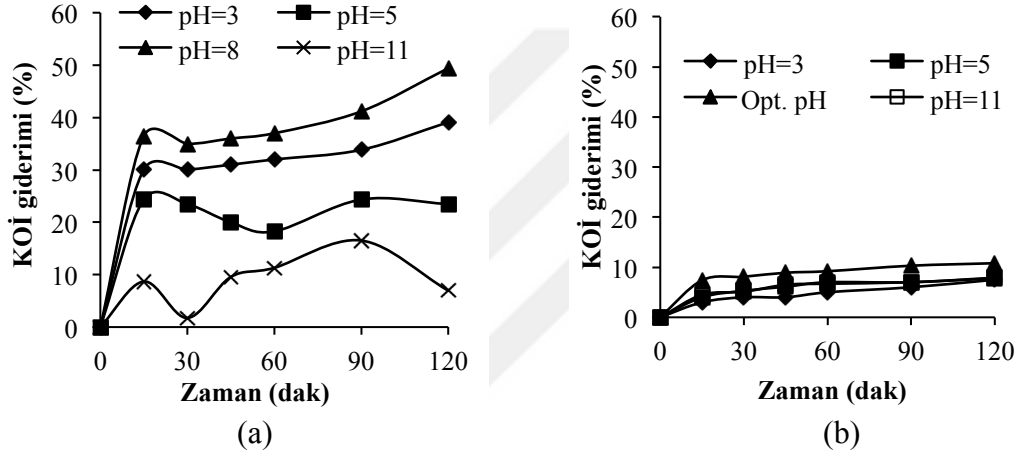 KOİ giderimi (%)
60
50
40
30
20
10
0
pH=3
pH=5
pH=8
pH=11
0
30
60
90
120
Zaman (dak)
(a)
KOİ giderimi (%)
60
50
40
30
20
10
0
pH=3
pH=5
Opt. pH
pH=11
0
30
60
90
120
Zaman (dak)
(b)